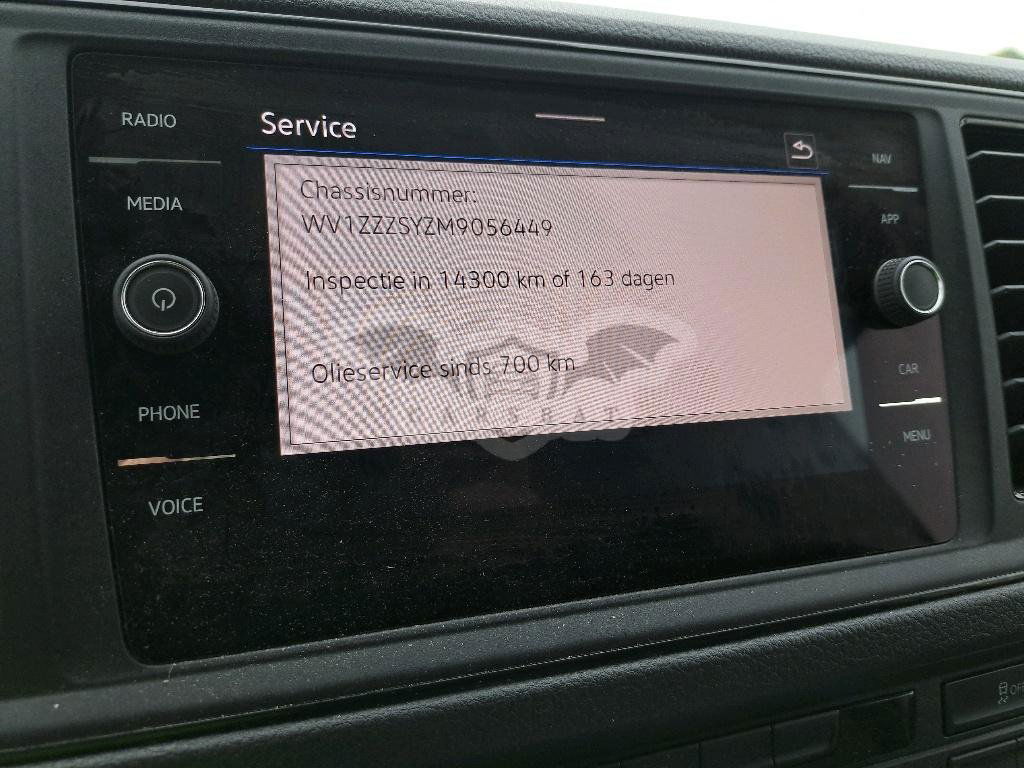 RADIO
Service
NAV
MEDIA
Chassisnummer:
WV1ZZZSYZM9056449
APP
Inspectie in 14300 km of 163 dagen
Olieservice sinds 700 km
CAR
PHONE
MENU
VOICE
OFF